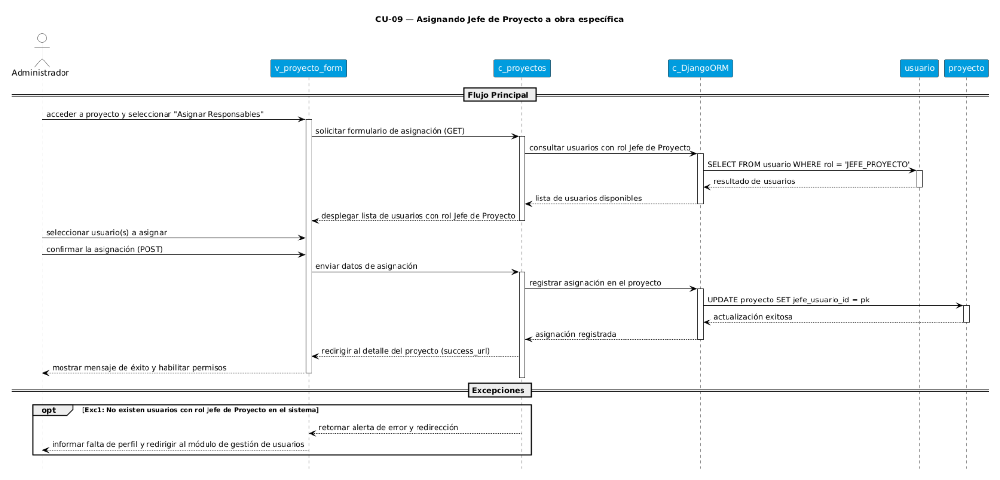 CU-09 — Asignando Jefe de Proyecto a obra específica
Administrador
v_proyecto_form
c_proyectos
c_DjangoORM
usuario
proyecto
Flujo Principal
acceder a proyecto y seleccionar "Asignar Responsables"
solicitar formulario de asignación (GET)
consultar usuarios con rol Jefe de Proyecto
SELECT FROM usuario WHERE rol = 'JEFE_PROYECTO'
resultado de usuarios
lista de usuarios disponibles
desplegar lista de usuarios con rol Jefe de Proyecto
seleccionar usuario(s) a asignar
confirmar la asignación (POST)
enviar datos de asignación
registrar asignación en el proyecto
UPDATE proyecto SET jefe_usuario_id = pk
actualización exitosa
asignación registrada
redirigir al detalle del proyecto (success_url)
mostrar mensaje de éxito y habilitar permisos
Excepciones
opt [Exc1: No existen usuarios con rol Jefe de Proyecto en el sistema]
retornar alerta de error y redirección
informar falta de perfil y redirigir al módulo de gestión de usuarios